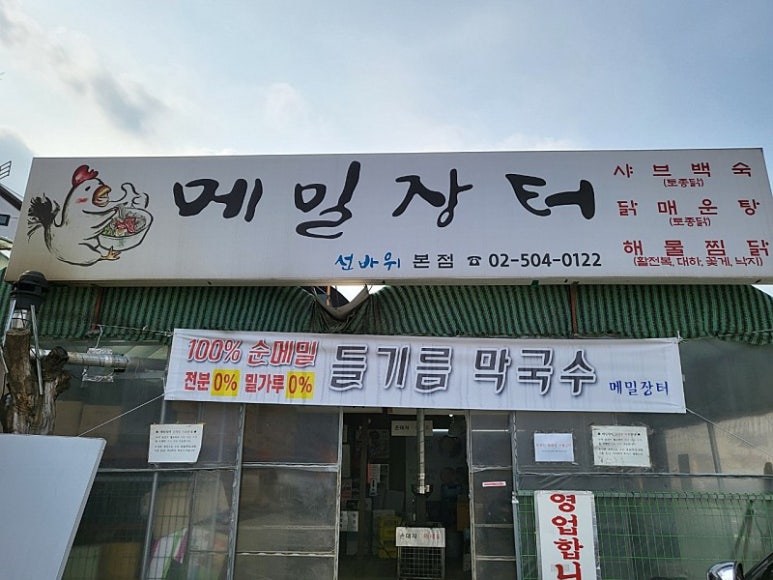 메밀장터
샤브백숙
(토종닭)
닭매운탕
(토종닭)
해물찜닭
(활전복, 대하, 꽃게, 낙지)
선바위 본점 ☎ 02-504-0122
100% 순메밀
전분 0% 밀가루 0%
들기름 막국수
메밀장터
영업합니